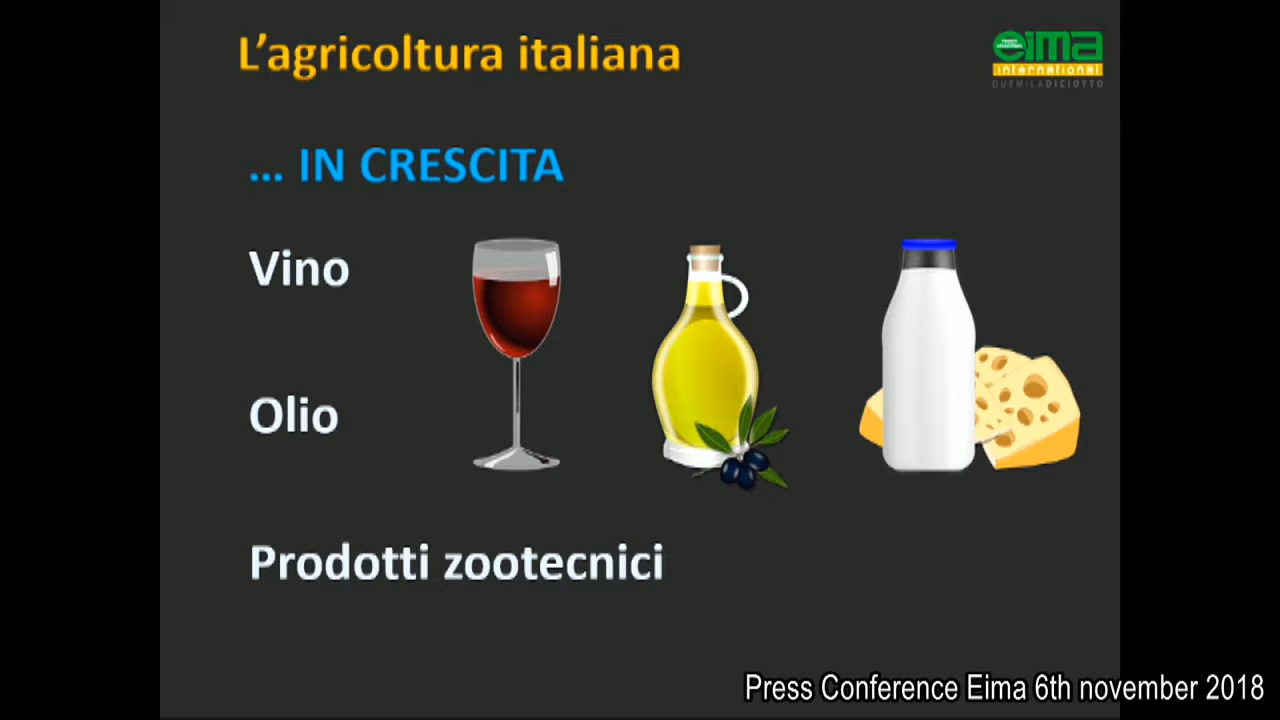 L'agricoltura italiana
eima
international
DUEMILADICIOTTO
... IN CRESCITA
Vino
Olio
Prodotti zootecnici
Press Conference Eima 6th november 2018